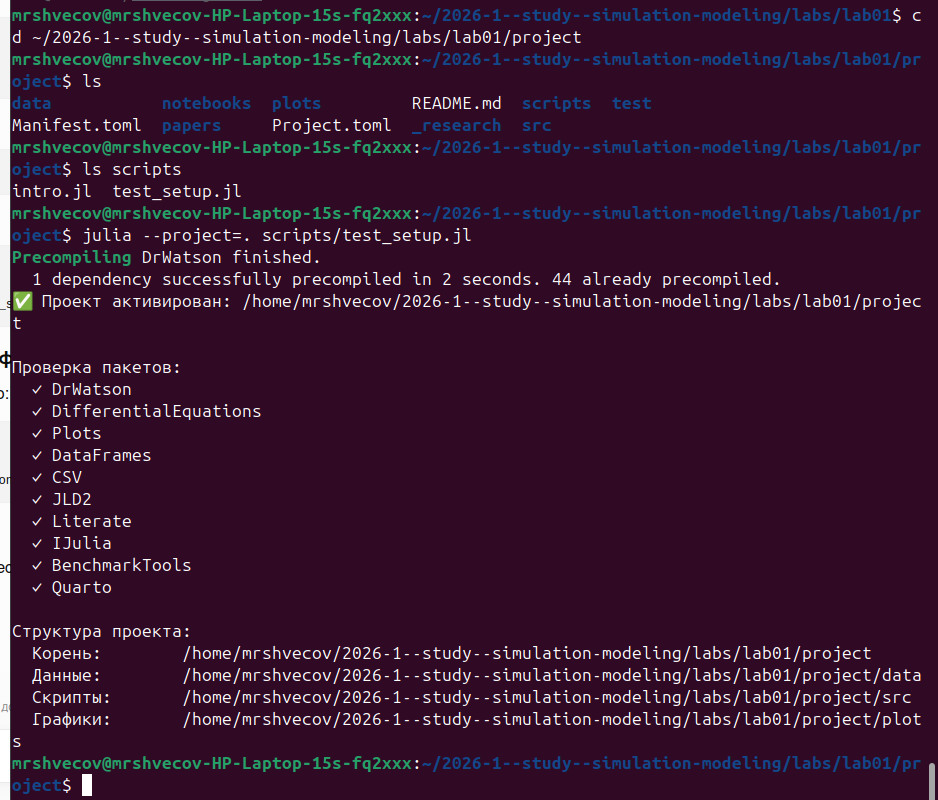 mrshvecov@mrshvecov-HP-Laptop-15s-fq2xxx:~/2026-1--study--simulation-modeling/labs/lab01$ c
d ~/2026-1--study--simulation-modeling/labs/lab01/project
mrshvecov@mrshvecov-HP-Laptop-15s-fq2xxx:~/2026-1--study--simulation-modeling/labs/lab01/pr
oject$ ls
data notebooks plots README.md scripts test
Manifest.toml papers Project.toml _research src
mrshvecov@mrshvecov-HP-Laptop-15s-fq2xxx:~/2026-1--study--simulation-modeling/labs/lab01/pr
oject$ ls scripts
intro.jl test_setup.jl
mrshvecov@mrshvecov-HP-Laptop-15s-fq2xxx:~/2026-1--study--simulation-modeling/labs/lab01/pr
oject$ julia --project=. scripts/test_setup.jl
Precompiling DrWatson finished.
1 dependency successfully precompiled in 2 seconds. 44 already precompiled.
✅ Проект активирован: /home/mrshvecov/2026-1--study--simulation-modeling/labs/lab01/projec
t
Проверка пакетов:
✓ DrWatson
✓ DifferentialEquations
✓ Plots
✓ DataFrames
✓ CSV
✓ JLD2
✓ Literate
✓ IJulia
✓ BenchmarkTools
✓ Quarto
Структура проекта:
Корень: /home/mrshvecov/2026-1--study--simulation-modeling/labs/lab01/project
Данные: /home/mrshvecov/2026-1--study--simulation-modeling/labs/lab01/project/data
Скрипты: /home/mrshvecov/2026-1--study--simulation-modeling/labs/lab01/project/src
Графики: /home/mrshvecov/2026-1--study--simulation-modeling/labs/lab01/project/plot
s
mrshvecov@mrshvecov-HP-Laptop-15s-fq2xxx:~/2026-1--study--simulation-modeling/labs/lab01/pr
oject$